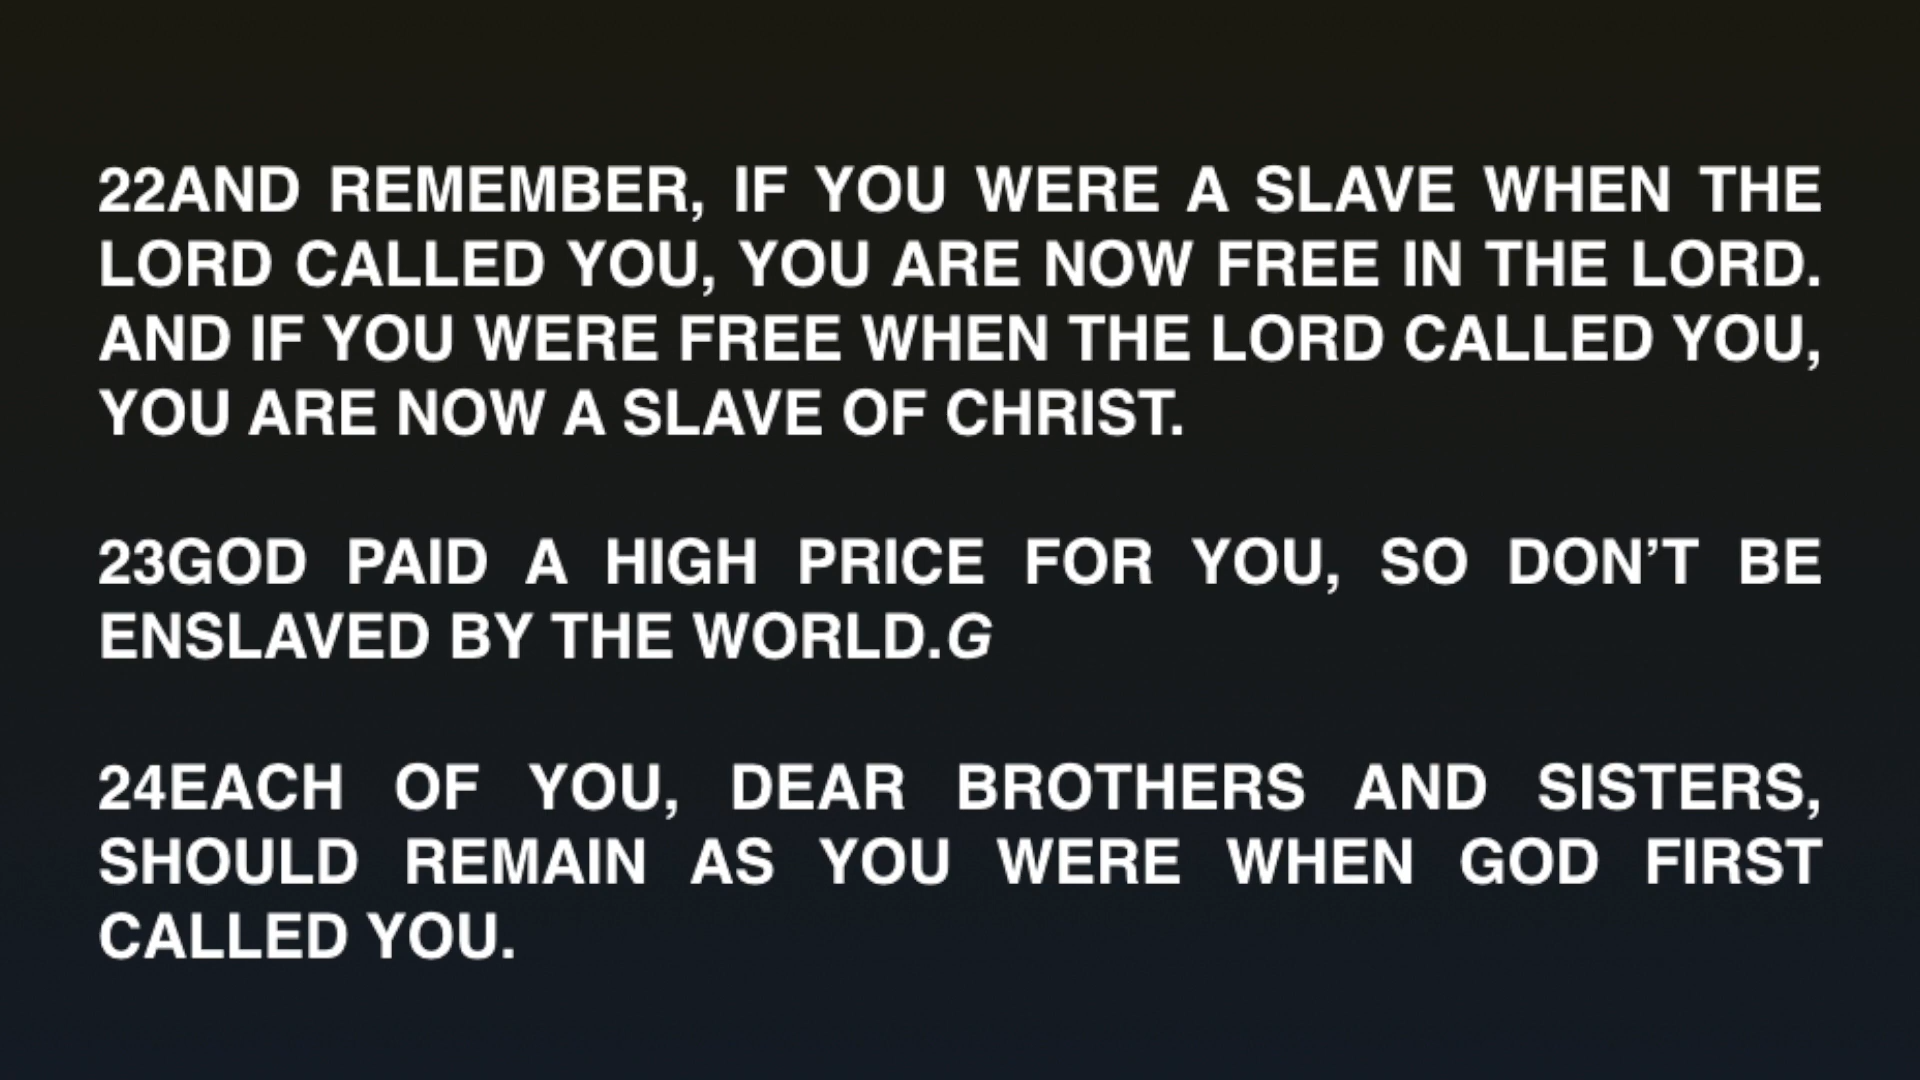 22AND REMEMBER, IF YOU WERE A SLAVE WHEN THE
LORD CALLED YOU, YOU ARE NOW FREE IN THE LORD.
AND IF YOU WERE FREE WHEN THE LORD CALLED YOU,
YOU ARE NOW A SLAVE OF CHRIST.
23GOD PAID A HIGH PRICE FOR YOU, SO DON’T BE
ENSLAVED BY THE WORLD.G
24EACH OF YOU, DEAR BROTHERS AND SISTERS,
SHOULD REMAIN AS YOU WERE WHEN GOD FIRST
CALLED YOU.